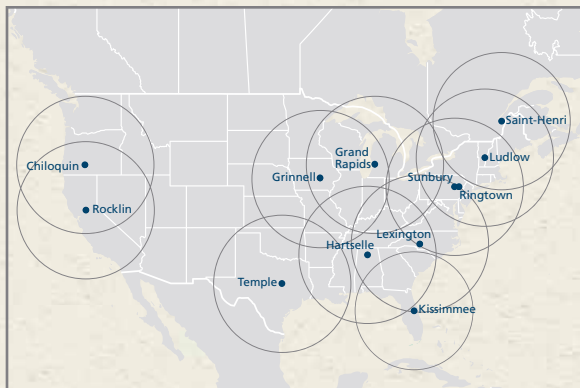 Saint-Henri
Chiloquin
Grand
Rapids
Ludlow
Grinnell
Sunbury
Ringtown
Rocklin
Lexington
Hartselle
Temple
Kissimmee